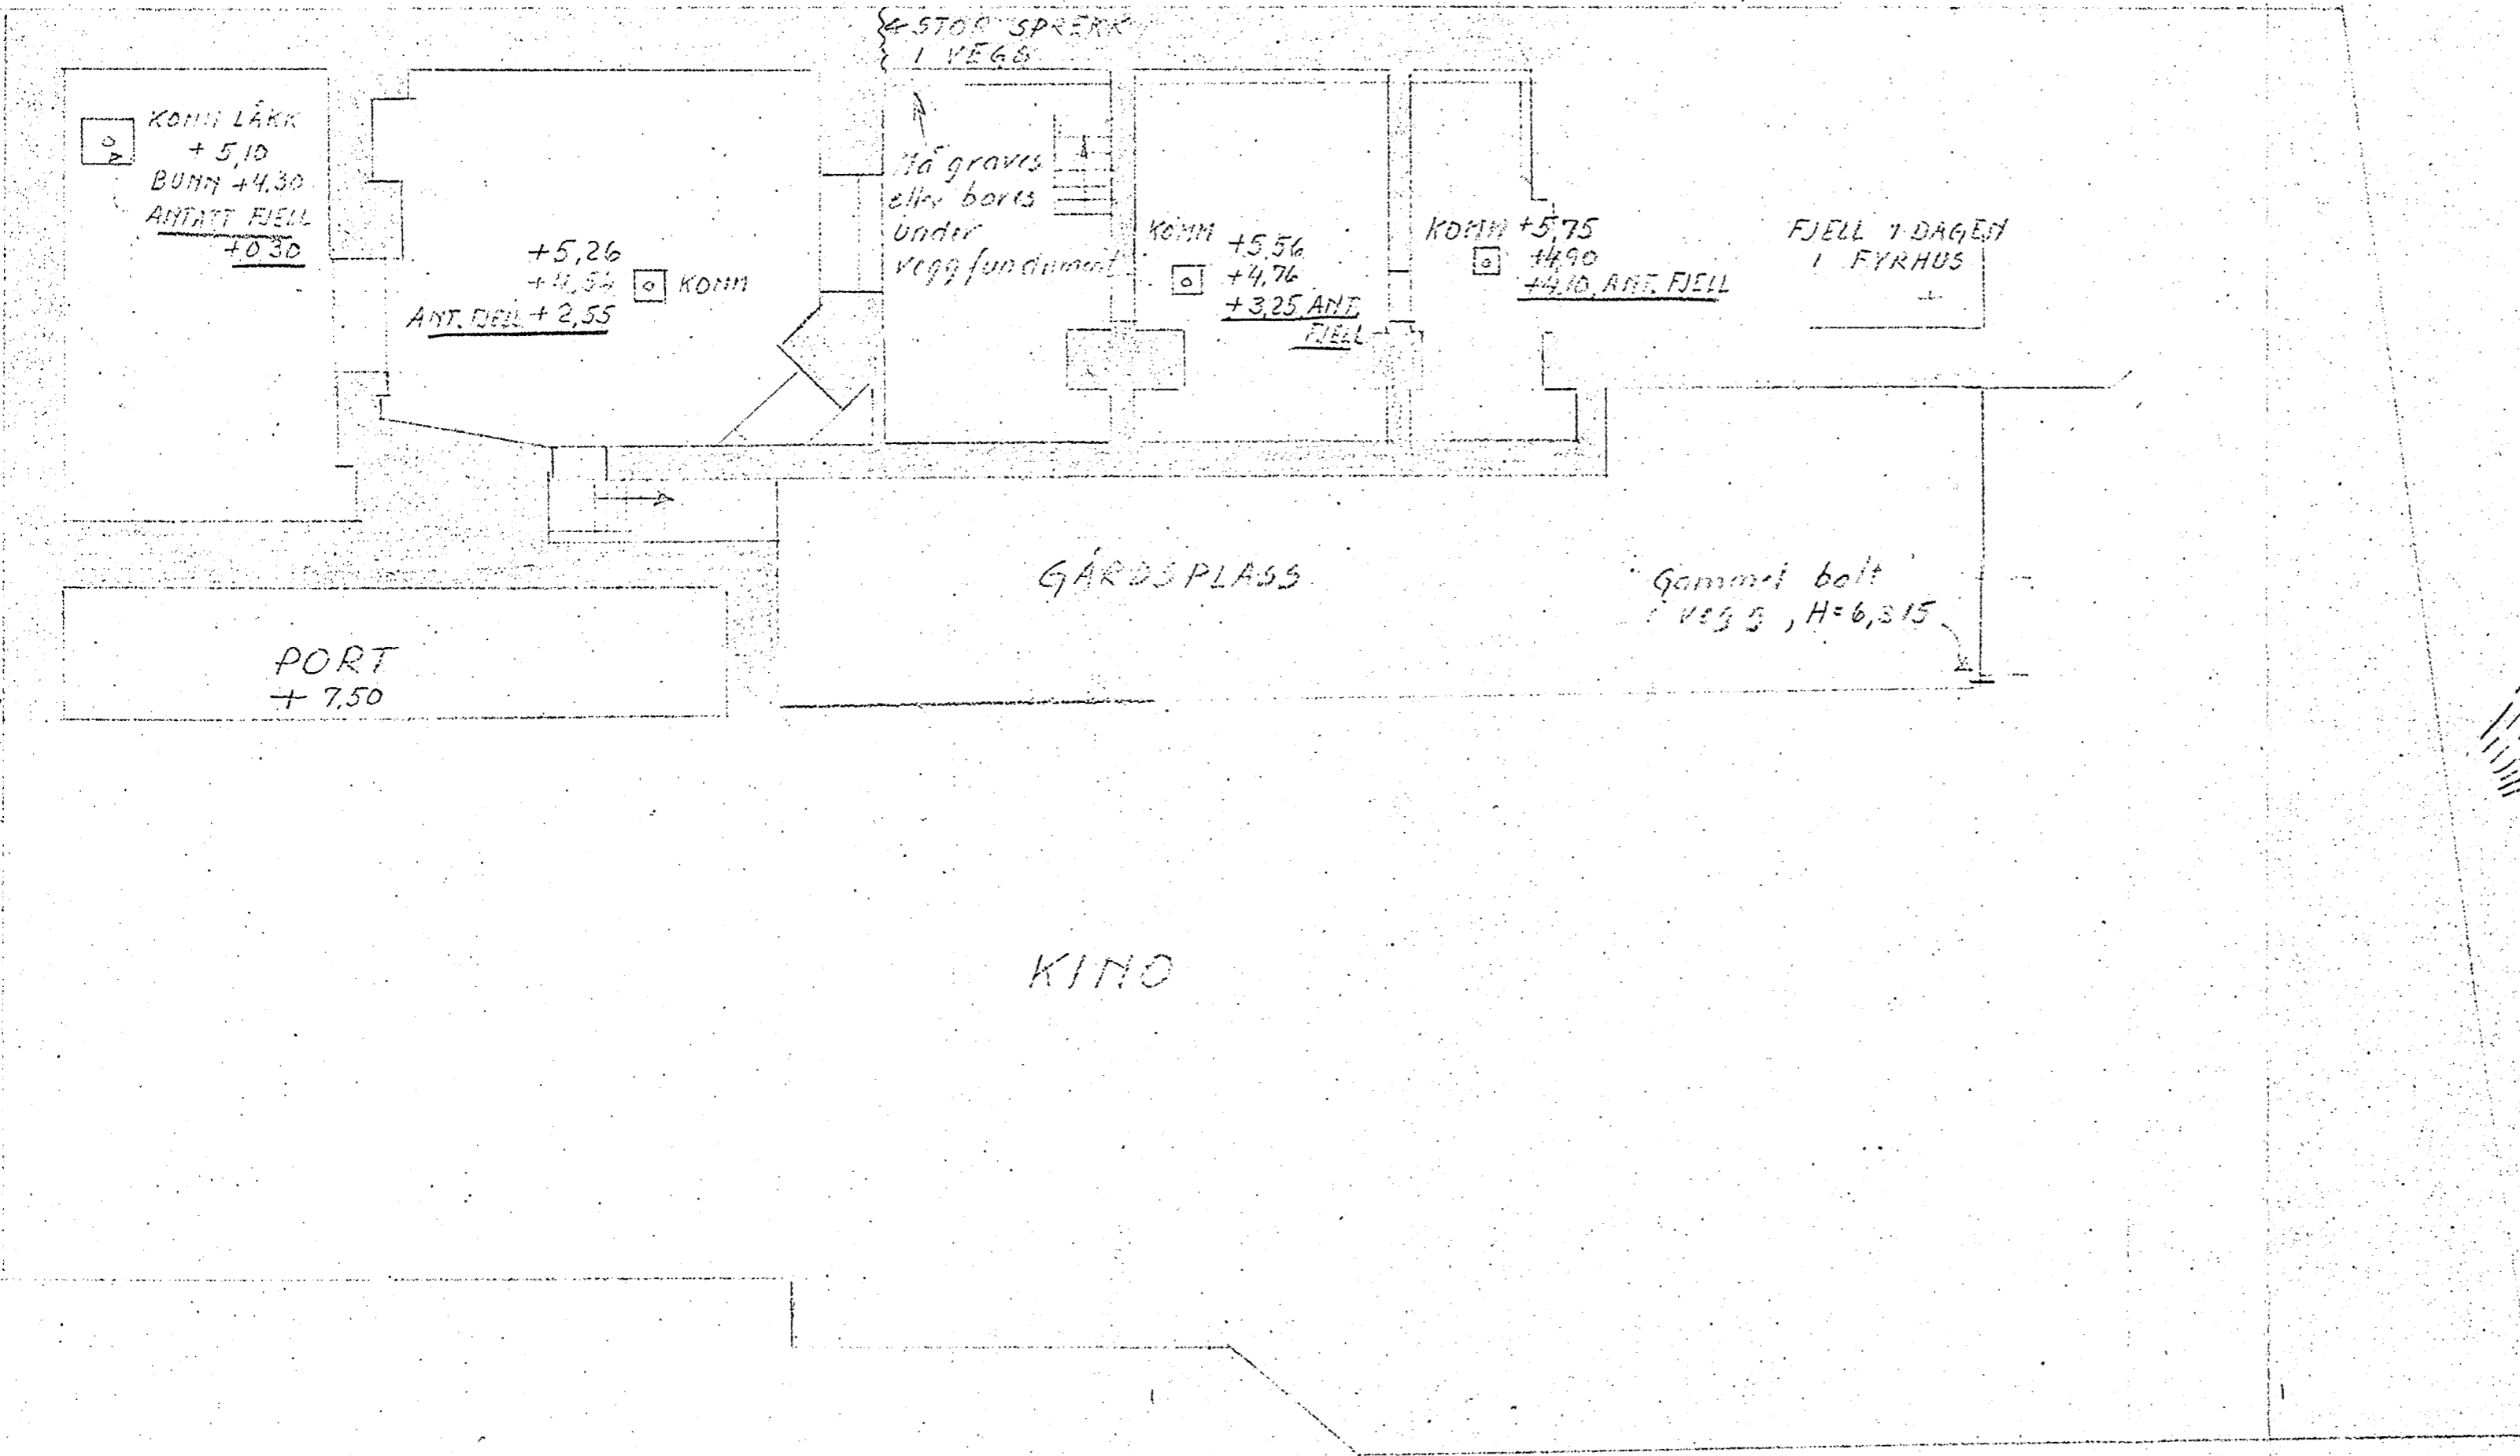 STOR SPREKK
I VEGG
KOMM LÅKK
+ 5,10
BUNN +4.30
ANTATT FJELL
+0.30
+5,26
+4,54
KOMM
ANT. FJELL + 2,55
Må graves
eller bores
under
veggfundament
KOMM
+5,56
+4,76
+3,25 ANT.
FJELL
KOMM +5,75
+4,90
+4,10, ANT. FJELL
FJELL I DAGEN
I FYRHUS
GÅRDSPLASS
Gammel bolt
i vegg, H=6,315
PORT
+ 7.50
KINO